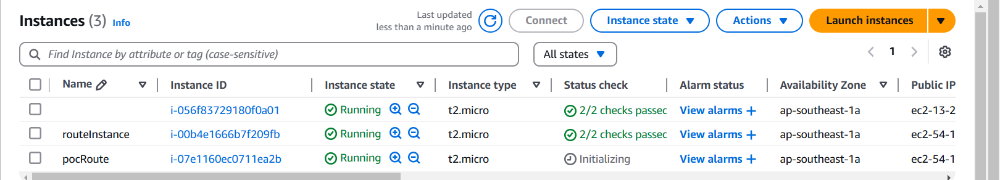 Instances (3) Info
Last updated
less than a minute ago
Connect
Instance state
Actions
Launch instances
Find Instance by attribute or tag (case-sensitive)
All states
1
Name Instance ID Instance state Instance type Status check Alarm status Availability Zone Public IP
i-056f83729180f0a01 Running t2.micro 2/2 checks passec View alarms + ap-southeast-1a ec2-13-2
routeInstance i-00b4e1666b7f209fb Running t2.micro 2/2 checks passec View alarms + ap-southeast-1a ec2-54-1
pocRoute i-07e1160ec0711ea2b Running t2.micro Initializing View alarms + ap-southeast-1a ec2-54-1